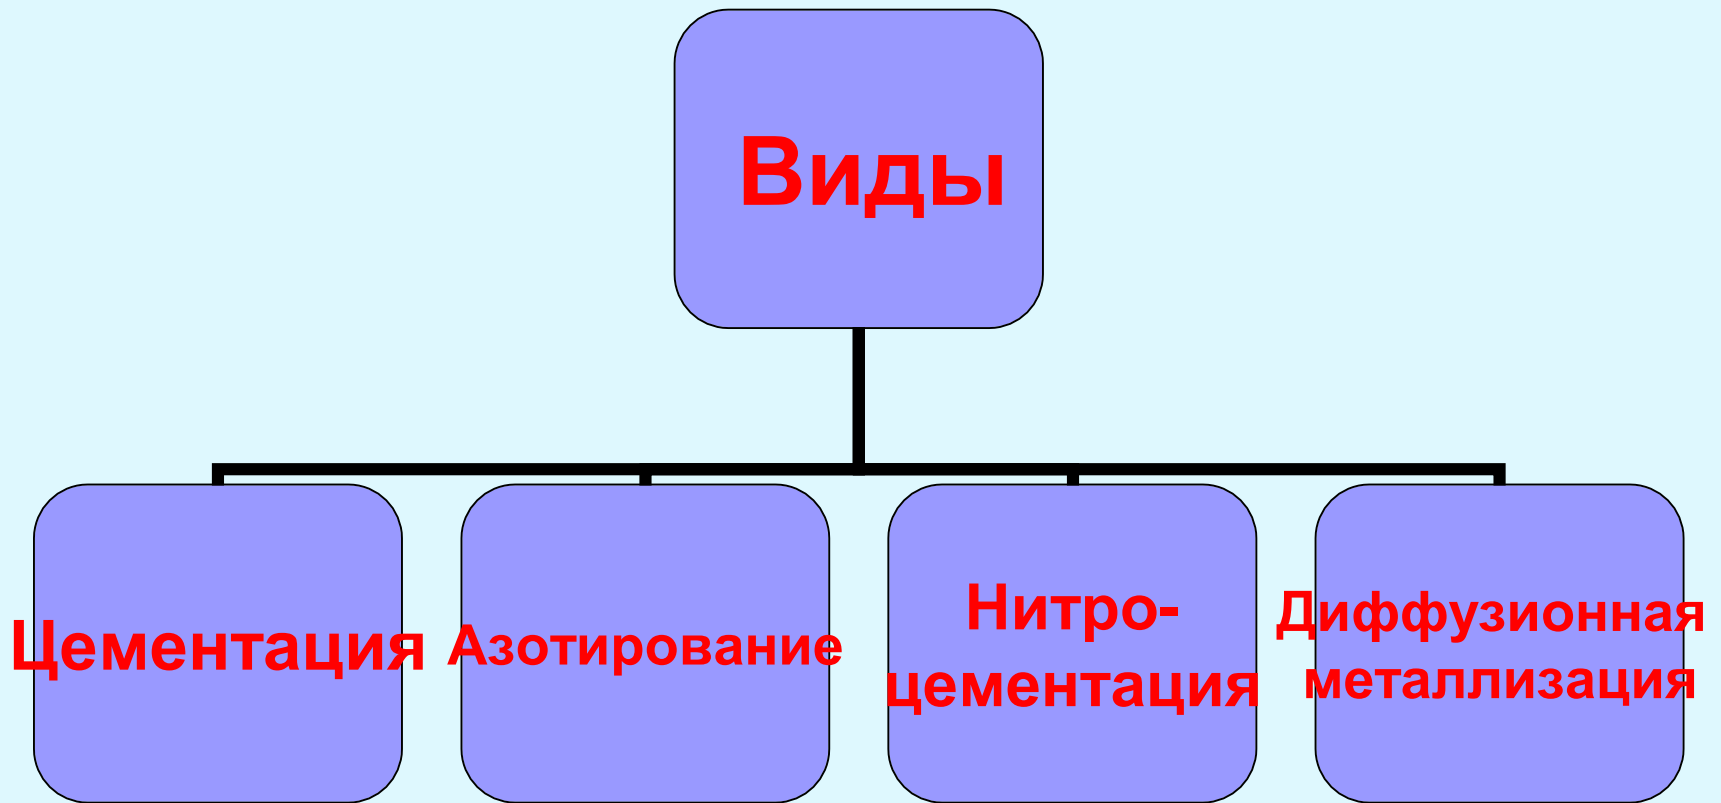 Виды
Цементация
Азотирование
Нитро-
цементация
Диффузионная
металлизация